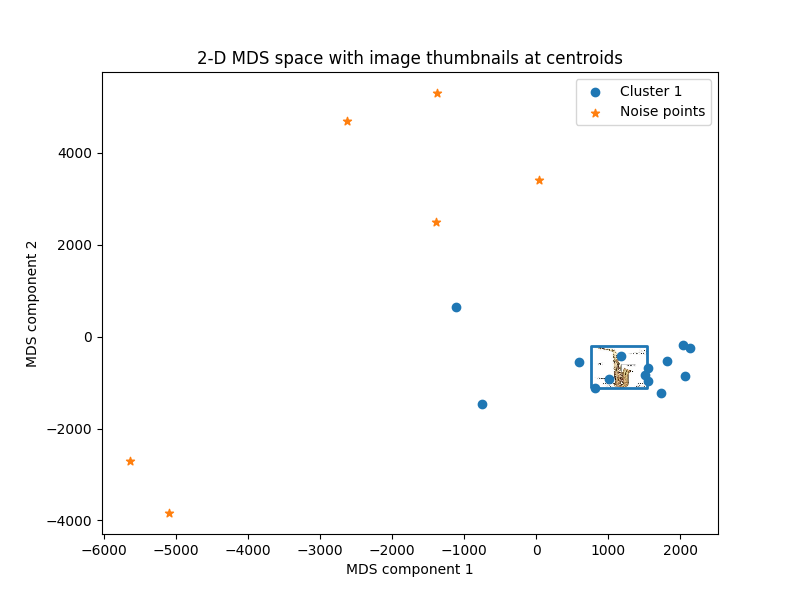 2-D MDS space with image thumbnails at centroids
Cluster 1
Noise points
4000
2000
0
−2000
−4000
MDS component 2
−6000 −5000 −4000 −3000 −2000 −1000 0 1000 2000
MDS component 1